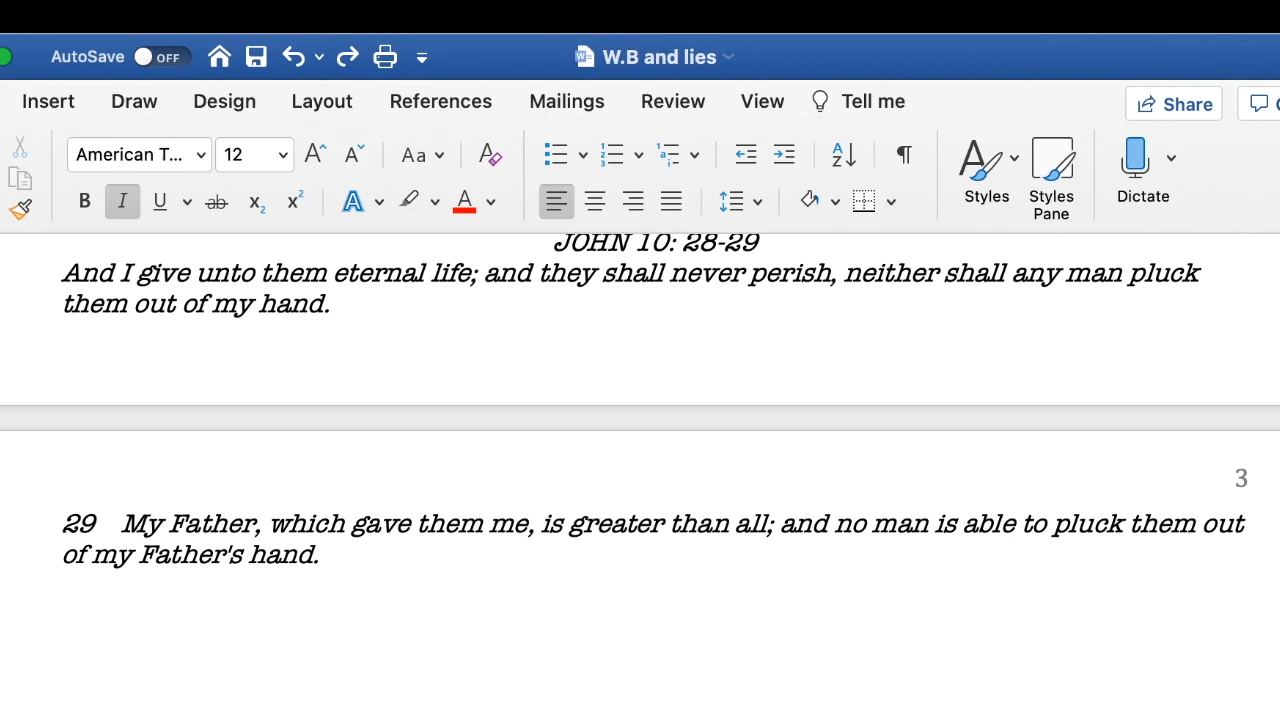 AutoSave OFF W.B and lies
Insert Draw Design Layout References Mailings Review View Tell me Share
American T... 12 Aa
B I U ab x2 x2 A A Styles Styles Pane Dictate
JOHN 10: 28-29
And I give unto them eternal life; and they shall never perish, neither shall any man pluck
them out of my hand.
3
29 My Father, which gave them me, is greater than all; and no man is able to pluck them out
of my Father's hand.